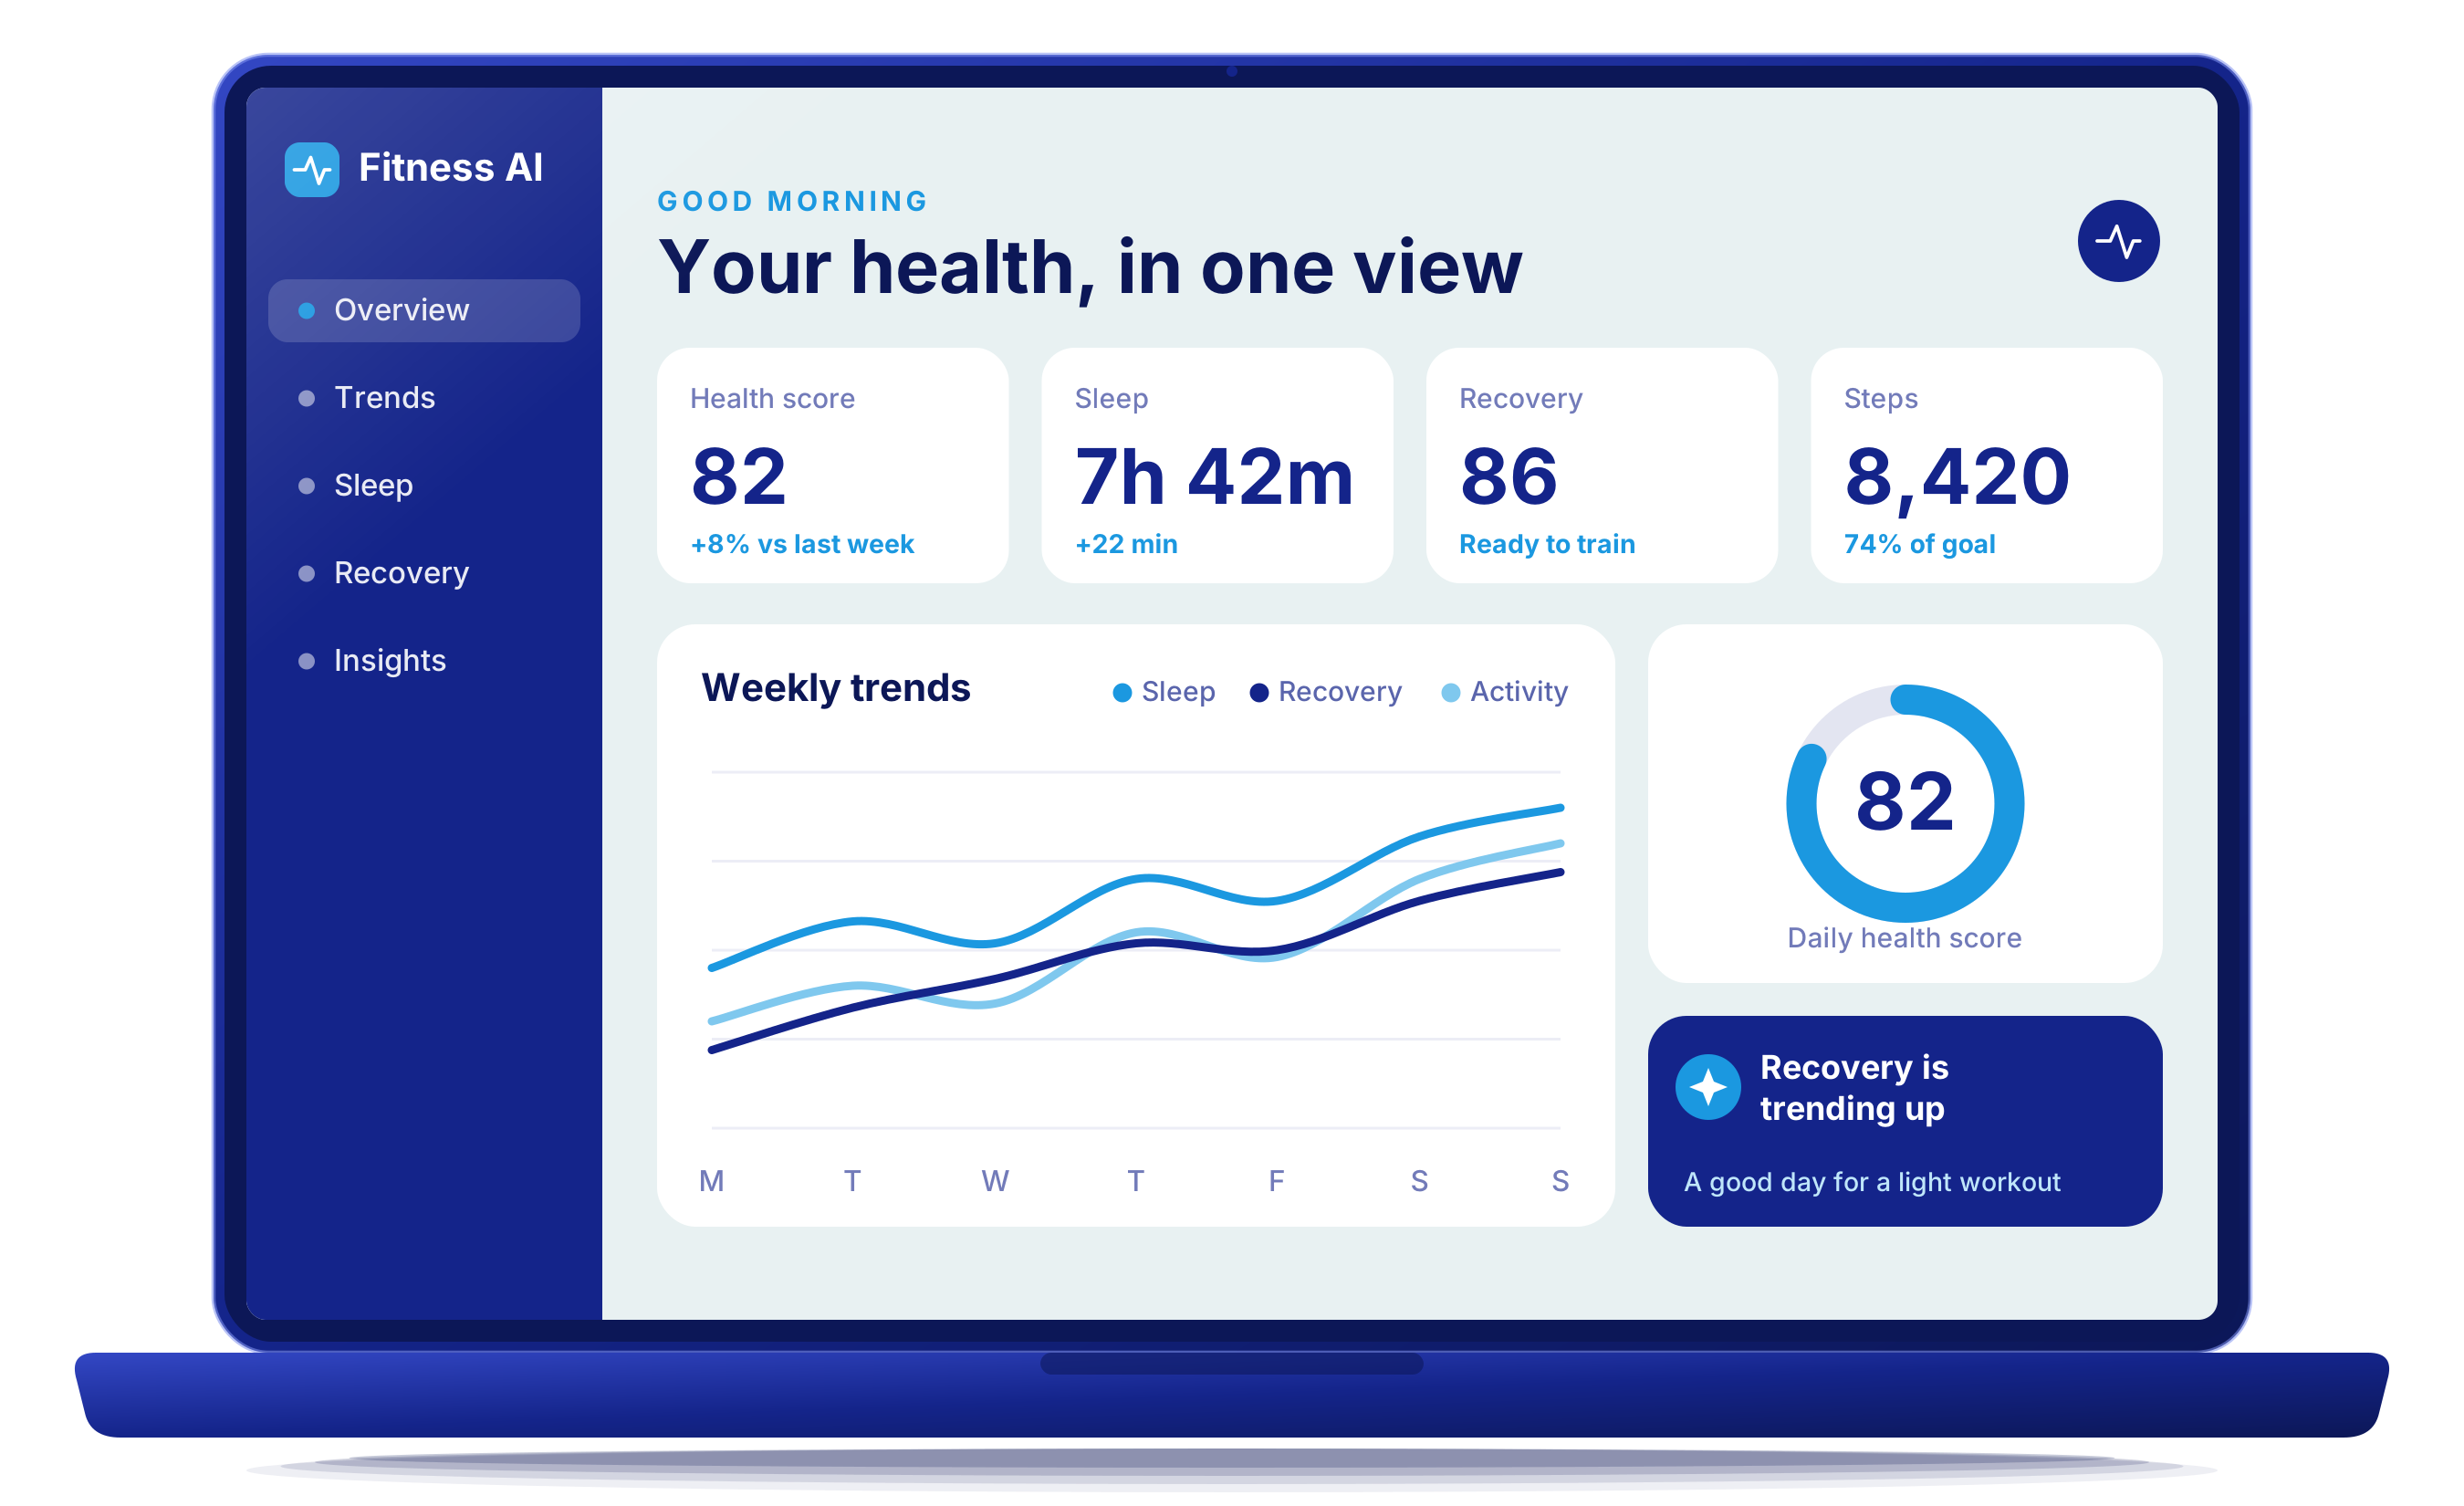 Fitness AI
Overview
Trends
Sleep
Recovery
Insights
GOOD MORNING
Your health, in one view
Health score
82
+8% vs last week
Sleep
7h 42m
+22 min
Recovery
86
Ready to train
Steps
8,420
74% of goal
Weekly trends
Sleep
Recovery
Activity
M T W T F S S
82
Daily health score
Recovery is
trending up
A good day for a light workout